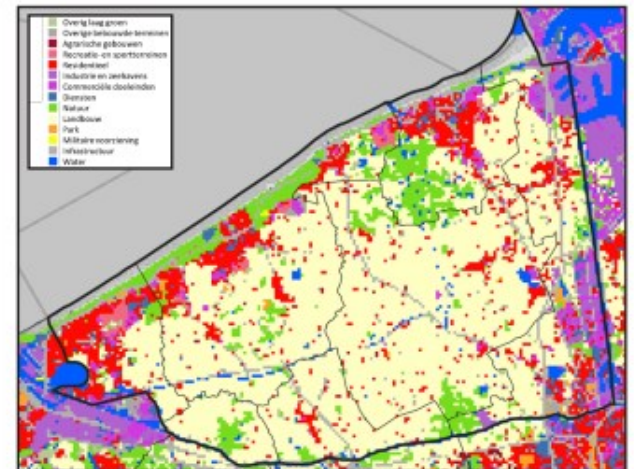 Overig laag groen
Overige bebouwde terreinen
Agrarische gebouwen
Recreatie- en sportterreinen
Residentieel
Industrie en zeehavens
Commerciële doeleinden
Diensten
Natuur
Landbouw
Park
Militaire voorziening
Infrastructuur
Water